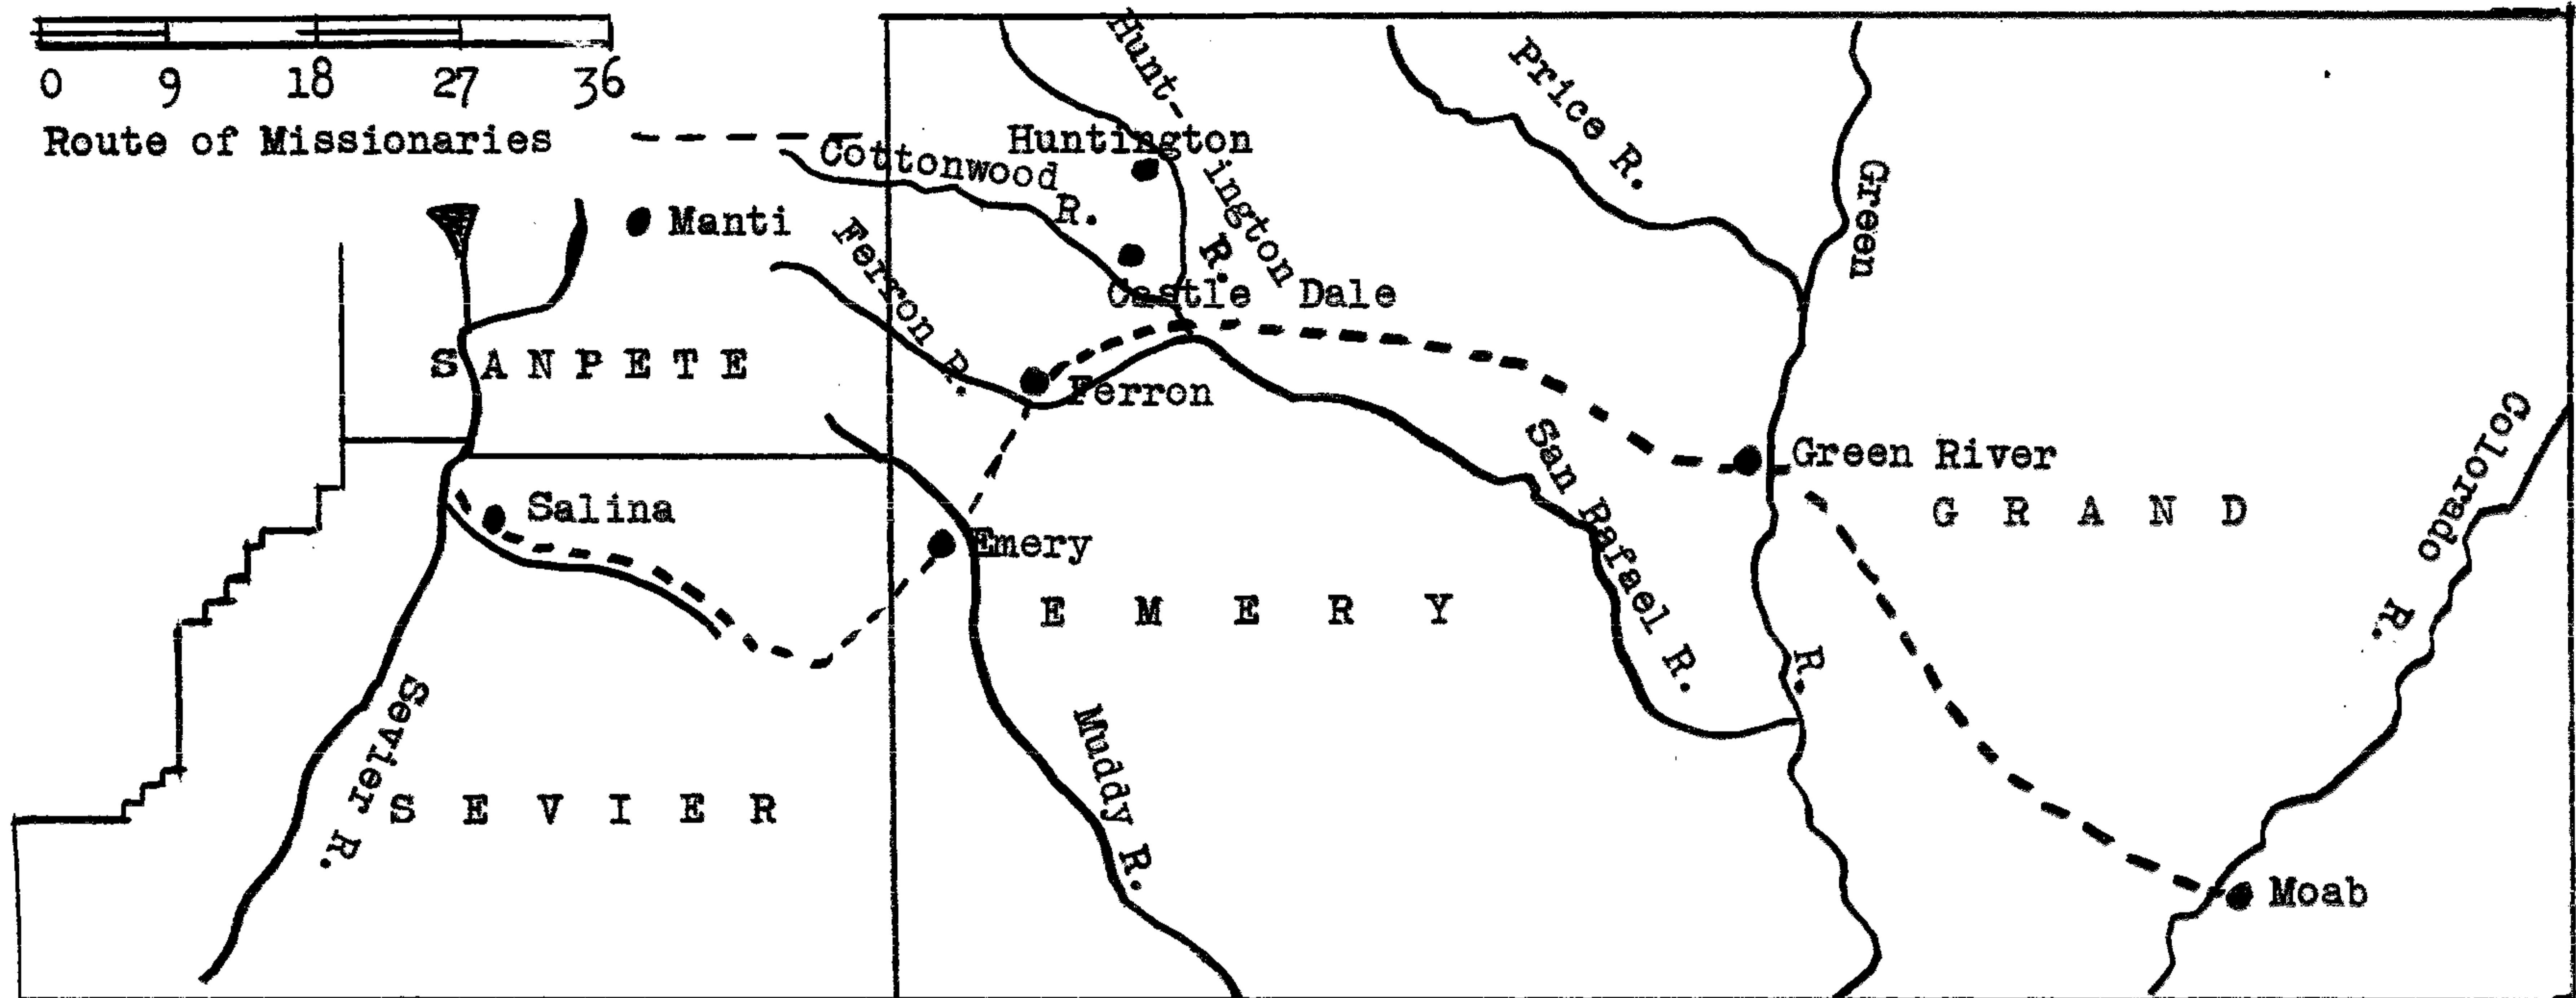 0 9 18 27 36
Route of Missionaries
Hunt-
ington
R.
Price R.
Green
R.
Cottonwood
R.
Huntington
Manti
Ferron R.
Castle Dale
SANPETE
Ferron
San Rafael R.
Green River
Colorado
R.
GRAND
Salina
Emery
EMERY
Sevier R.
SEVIER
Muddy R.
Moab